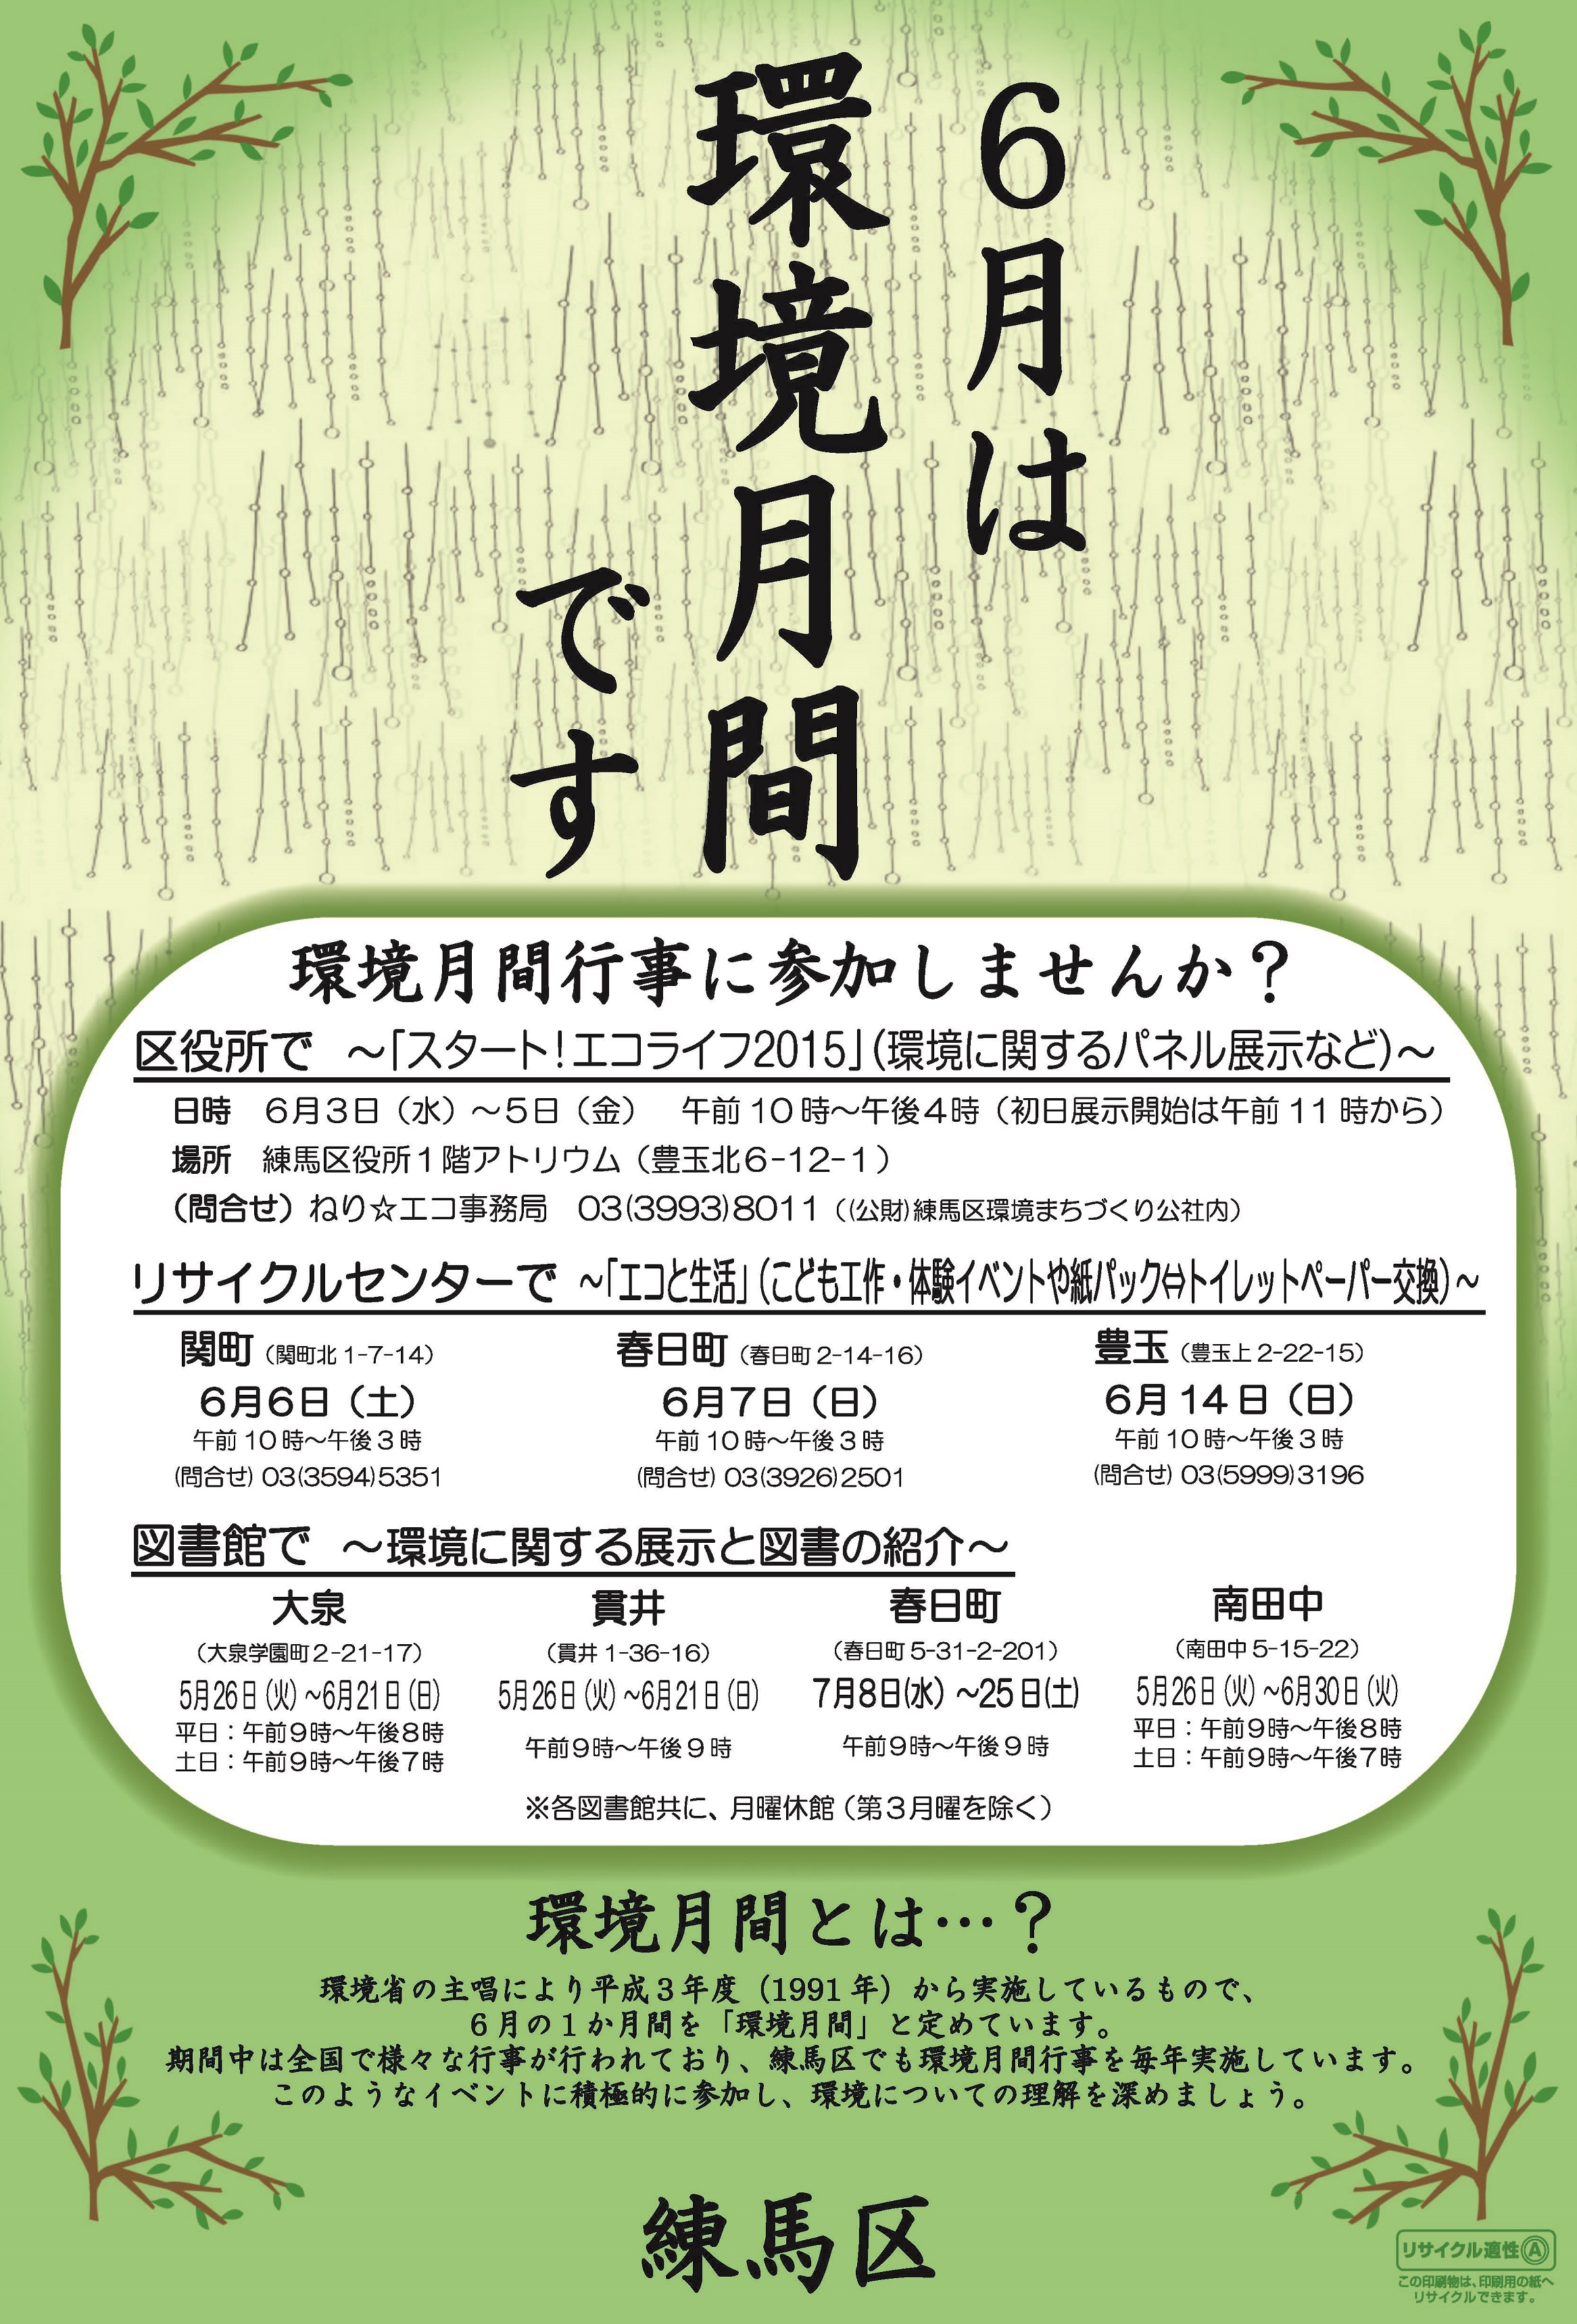 ６月は
環境月間
です
環境月間行事に参加しませんか？
区役所で　～「スタート！エコライフ2015」（環境に関するパネル展示など）～
日時　６月３日（水）～５日（金）　午前10時～午後４時（初日展示開始は午前11時から）
場所　練馬区役所１階アトリウム（豊玉北６-12-１）
（問合せ）ねり☆エコ事務局　03(3993)8011（(公財)練馬区環境まちづくり公社内）
リサイクルセンターで　～「エコと生活」（こども工作・体験イベントや紙パック⇔トイレットペーパー交換）～
関町（関町北1-7-14）
６月６日（土）
午前10時～午後３時
(問合せ) 03(3594)5351
春日町（春日町2-14-16）
６月７日（日）
午前10時～午後３時
(問合せ) 03(3926)2501
豊玉（豊玉上2-22-15）
６月14日（日）
午前10時～午後３時
(問合せ) 03(5999)3196
図書館で　～環境に関する展示と図書の紹介～
大泉
（大泉学園町2-21-17）
5月26日（火）～6月21日（日）
平日：午前９時～午後８時
土日：午前９時～午後７時
貫井
（貫井1-36-16）
5月26日（火）～6月21日（日）
午前９時～午後９時
春日町
（春日町5-31-2-201）
7月8日(水)～25日(土)
午前９時～午後９時
南田中
（南田中5-15-22）
5月26日（火）～6月30日（火）
平日：午前９時～午後８時
土日：午前９時～午後７時
※各図書館共に、月曜休館（第３月曜を除く）
環境月間とは…？
環境省の主唱により平成３年度（1991年）から実施しているもので、
６月の１か月間を「環境月間」と定めています。
期間中は全国で様々な行事が行われており、練馬区でも環境月間行事を毎年実施しています。
このようなイベントに積極的に参加し、環境についての理解を深めましょう。
練馬区
リサイクル適性Ⓐ
この印刷物は、印刷用の紙へ
リサイクルできます。